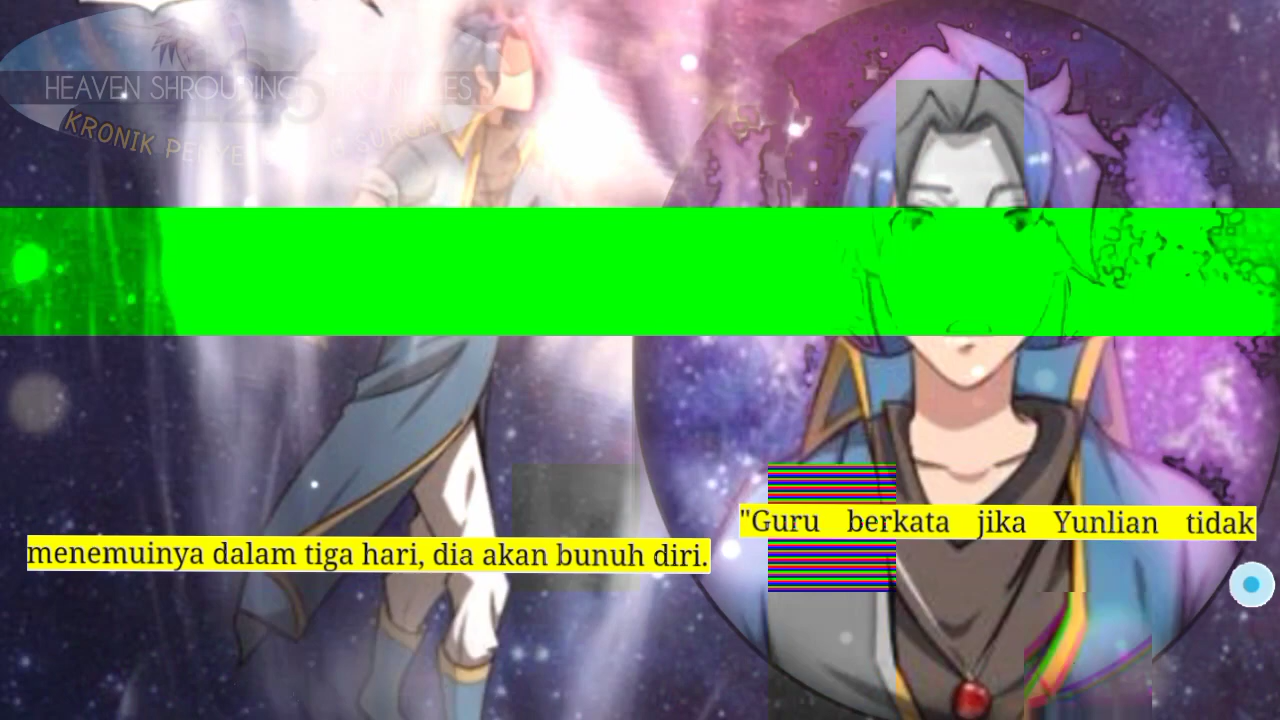 HEAVEN SHROUDING
KRONIK
"Guru berkata jika Yunlian tidak
menemuinya dalam tiga hari, dia akan bunuh diri.